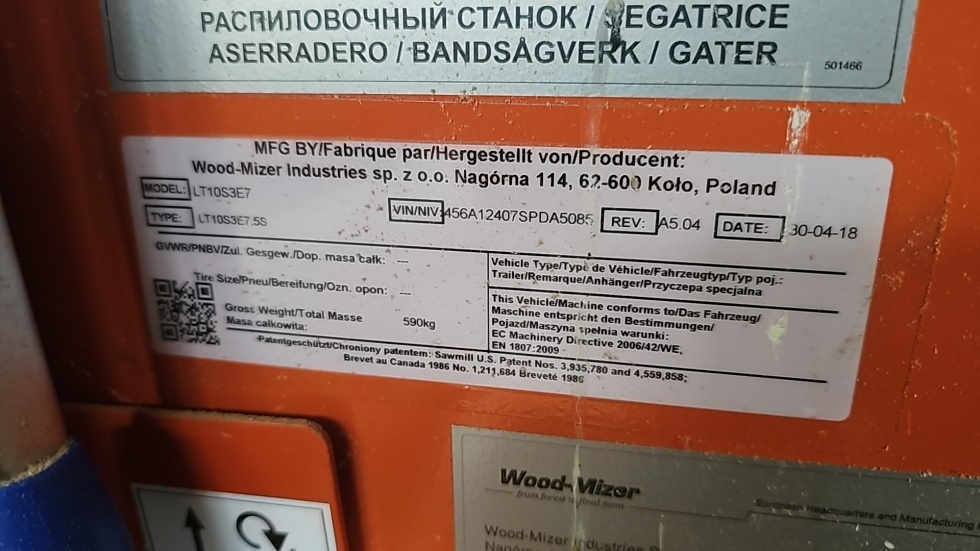 РАСПИЛОВОЧНЫЙ СТАНОК / SEGATRICE
ASERRADERO / BANDSÅGVERK / GATER
501466
MFG BY/Fabrique par/Hergestellt von/Producent:
Wood-Mizer Industries sp. z o.o. Nagórna 114, 62-600 Koło, Poland
MODEL: LT10S3E7
TYPE: LT10S3E7.5S
VIN/NIV: 456A12407SPDA5085
REV: A5.04
DATE: 30-04-18
GVWR/PNBV/Zul. Gesgew./Dop. masa całk: ---
Tire Size/Pneu/Bereifung/Ozn. opon: ---
Gross Weight/Total Masse
Masa całkowita:
590kg
Vehicle Type/Type de Véhicle/Fahrzeugtyp/Typ poj.:
Trailer/Remarque/Anhänger/Przyczepa specjalna
This Vehicle/Machine conforms to/Das Fahrzeug/
Maschine entspricht den Bestimmungen/
Pojazd/Maszyna spełnia warunki:
EC Machinery Directive 2006/42/WE,
EN 1807:2009
Patentgeschützt/Chroniony patentem: Sawmill U.S. Patent Nos. 3,935,780 and 4,559,858;
Brevet au Canada 1986 No. 1,211,684 Breveté 1986
Wood-Mizer
from forest to final form
European Headquarters and Manufacturing
Wood-Mizer Industries